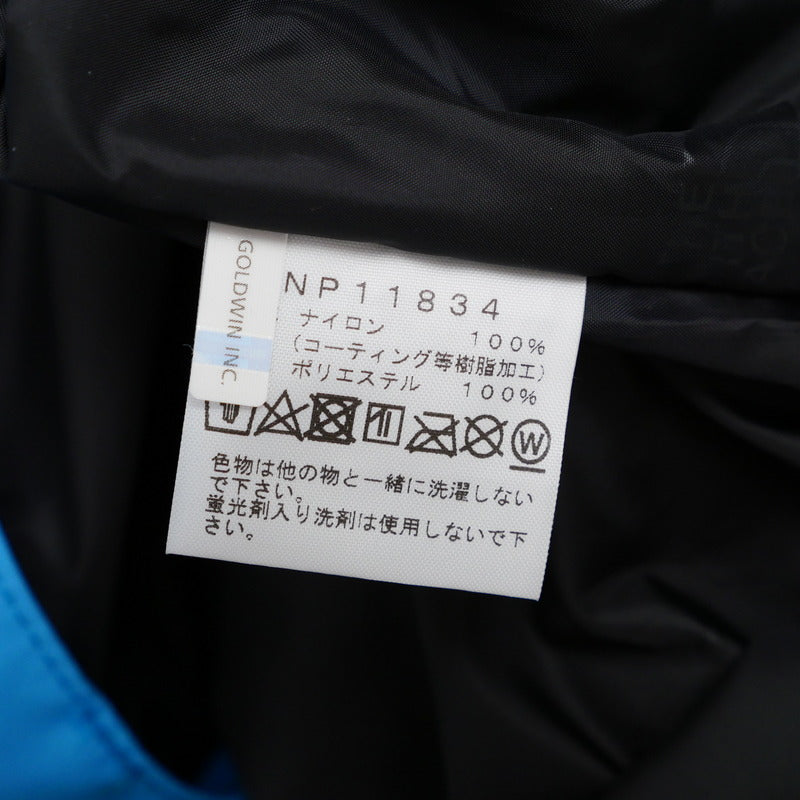 GOLDWIN INC.
NP11834
ナイロン 100%
(コーティング等樹脂加工)
ポリエステル 100%
W
色物は他の物と一緒に洗濯しない
で下さい。
蛍光剤入り洗剤は使用しないで下
さい。
THE